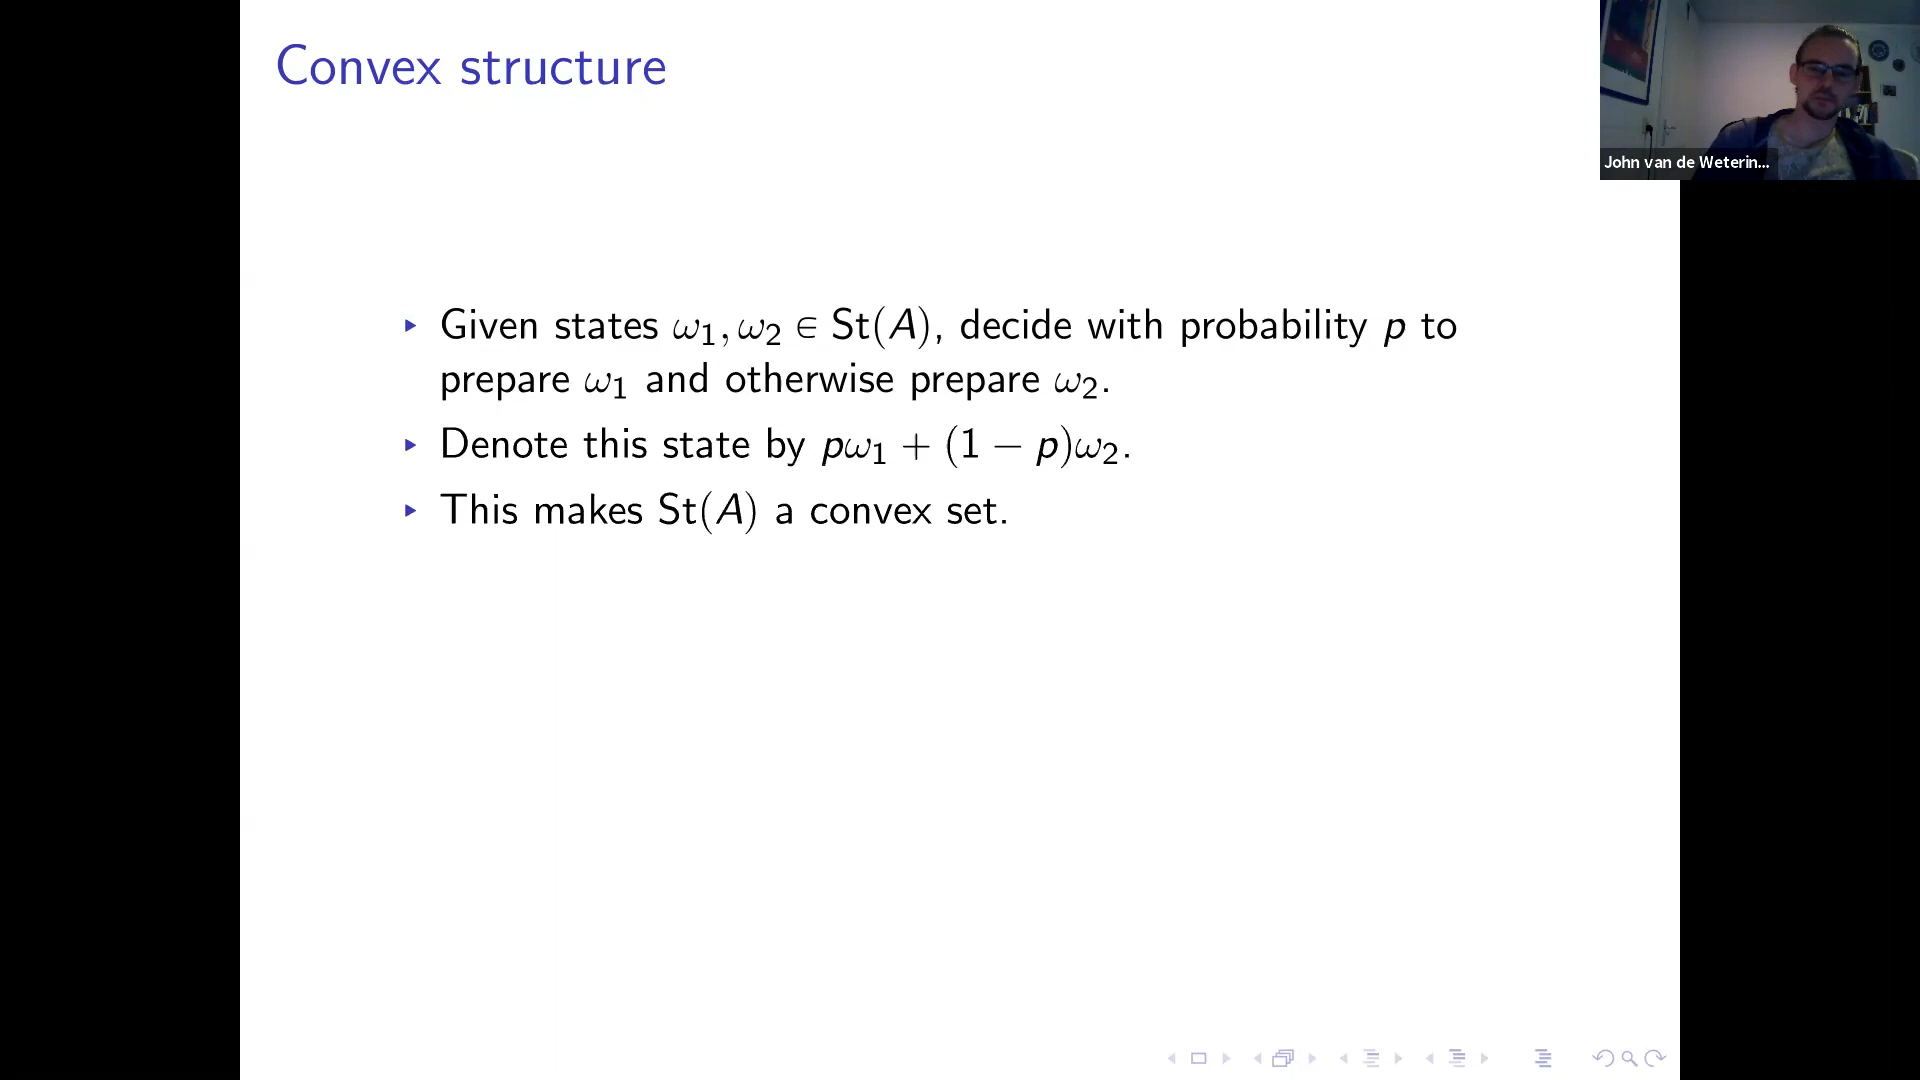 Convex structure
John van de Weterin...
▸ Given states ω₁, ω₂ ∈ St(A), decide with probability p to
prepare ω₁ and otherwise prepare ω₂.
▸ Denote this state by pω₁ + (1 − p)ω₂.
▸ This makes St(A) a convex set.